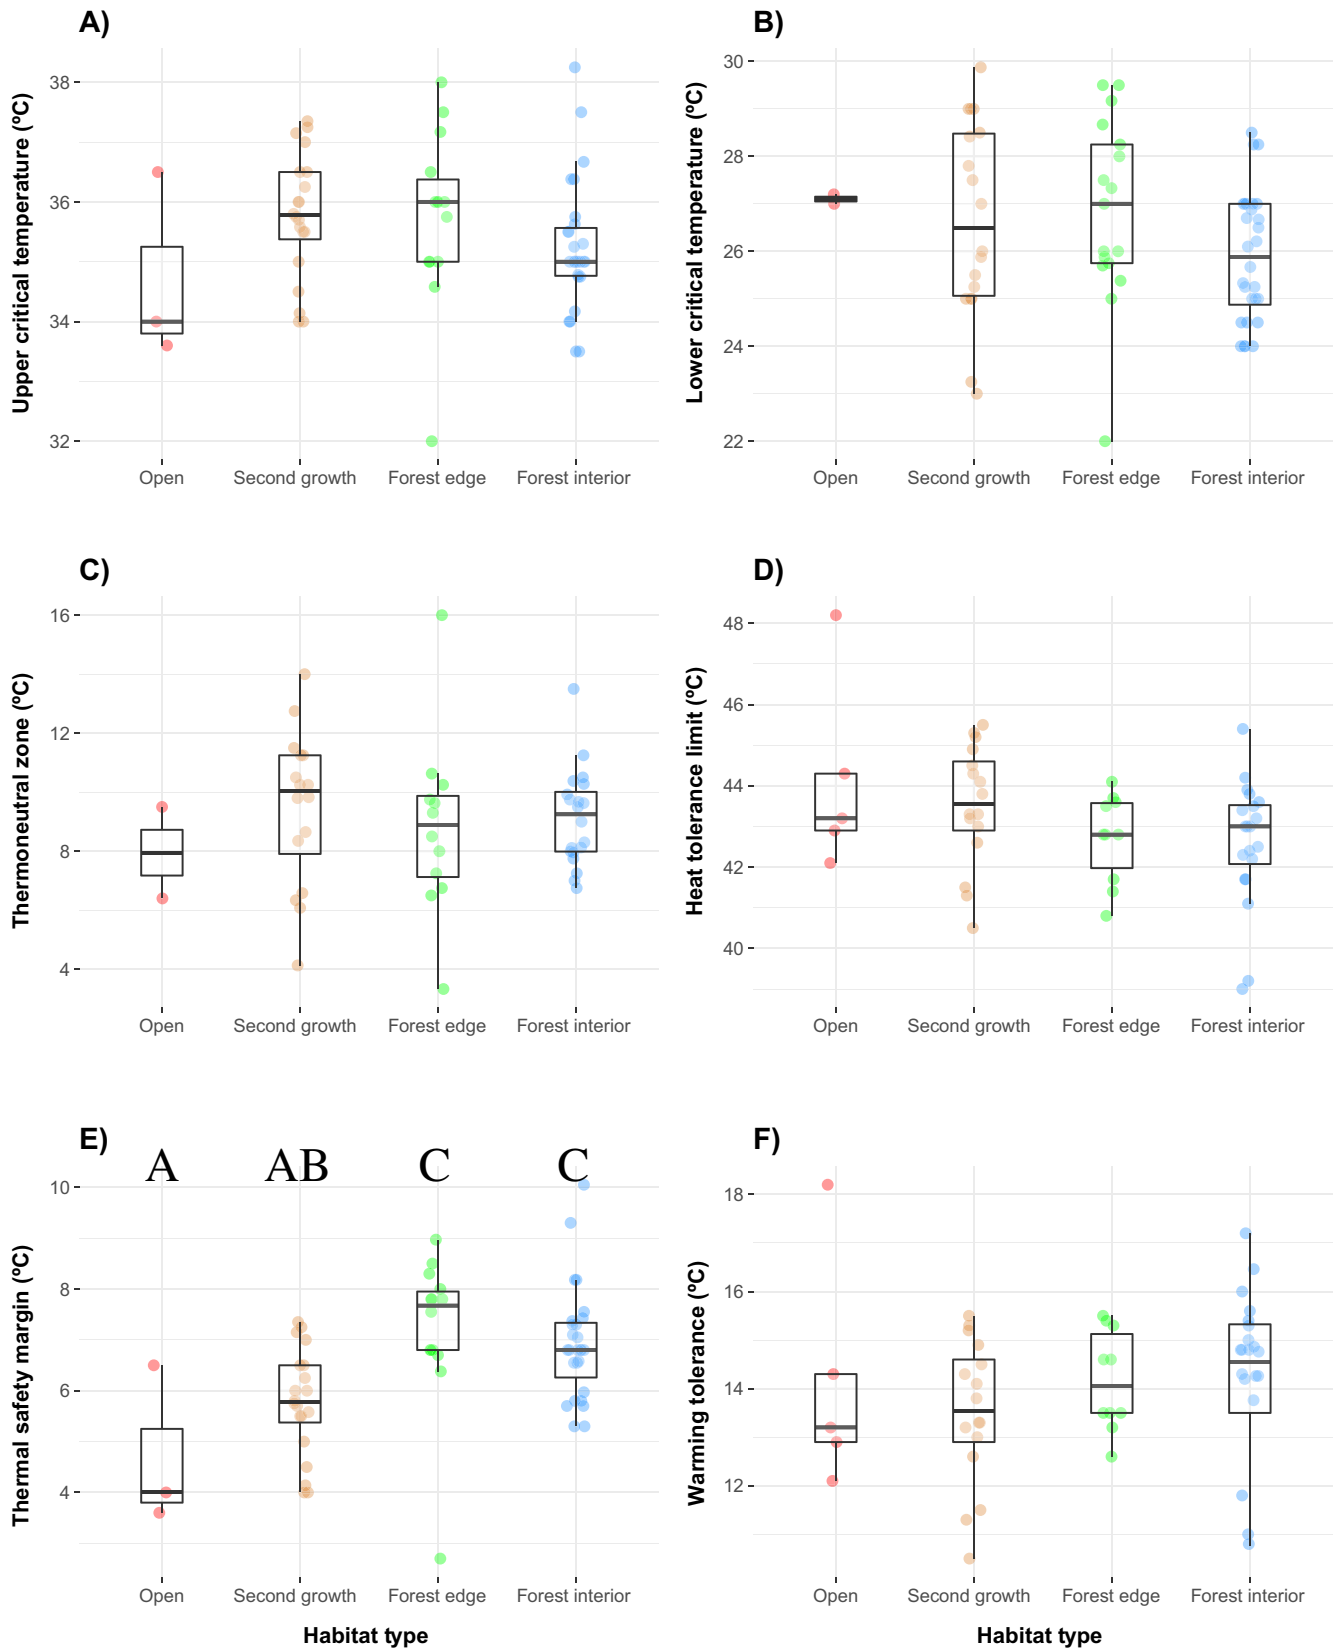 A)
Upper critical temperature (ºC)
38
36
34
32
Open Second growth Forest edge Forest interior
B)
Lower critical temperature (ºC)
30
28
26
24
22
Open Second growth Forest edge Forest interior
C)
Thermoneutral zone (ºC)
16
12
8
4
Open Second growth Forest edge Forest interior
D)
Heat tolerance limit (ºC)
48
46
44
42
40
Open Second growth Forest edge Forest interior
E)
A AB C C
Thermal safety margin (ºC)
10
8
6
4
Open Second growth Forest edge Forest interior
Habitat type
F)
Warming tolerance (ºC)
18
16
14
12
Open Second growth Forest edge Forest interior
Habitat type